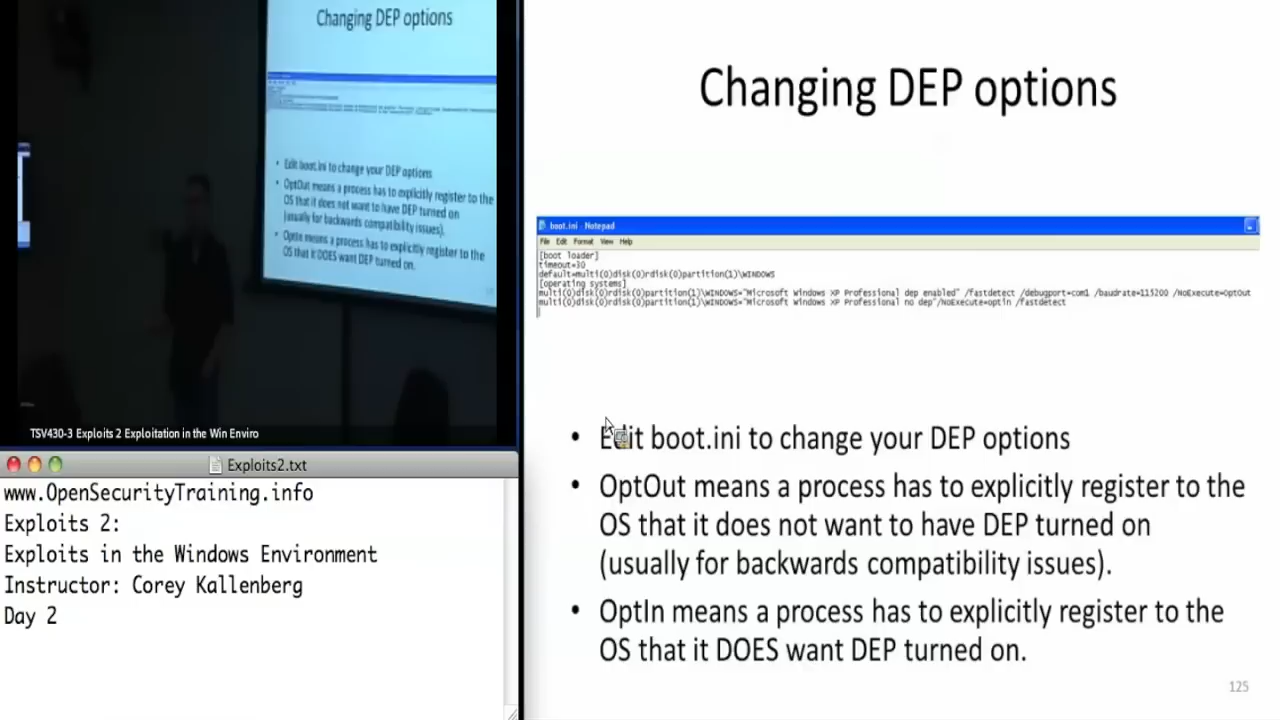 Changing DEP options
Edit boot.ini to change your DEP options
OptOut means a process has to explicitly register to the
OS that it does not want to have DEP turned on
(usually for backwards compatibility issues).
OptIn means a process has to explicitly register to the
OS that it DOES want DEP turned on.
TSV430-3 Exploits 2 Exploitation in the Win Enviro
Exploits2.txt
www.OpenSecurityTraining.info
Exploits 2:
Exploits in the Windows Environment
Instructor: Corey Kallenberg
Day 2
Changing DEP options
boot.ini - Notepad
File Edit Format View Help
[boot loader]
timeout=30
default=multi(0)disk(0)rdisk(0)partition(1)\WINDOWS
[operating systems]
multi(0)disk(0)rdisk(0)partition(1)\WINDOWS="Microsoft Windows XP Professional dep enabled" /fastdetect /debugport=com1 /baudrate=115200 /NoExecute=OptOut
multi(0)disk(0)rdisk(0)partition(1)\WINDOWS="Microsoft Windows XP Professional no dep"/NOExecute=optin /fastdetect
• Edit boot.ini to change your DEP options
• OptOut means a process has to explicitly register to the
OS that it does not want to have DEP turned on
(usually for backwards compatibility issues).
• OptIn means a process has to explicitly register to the
OS that it DOES want DEP turned on.
125